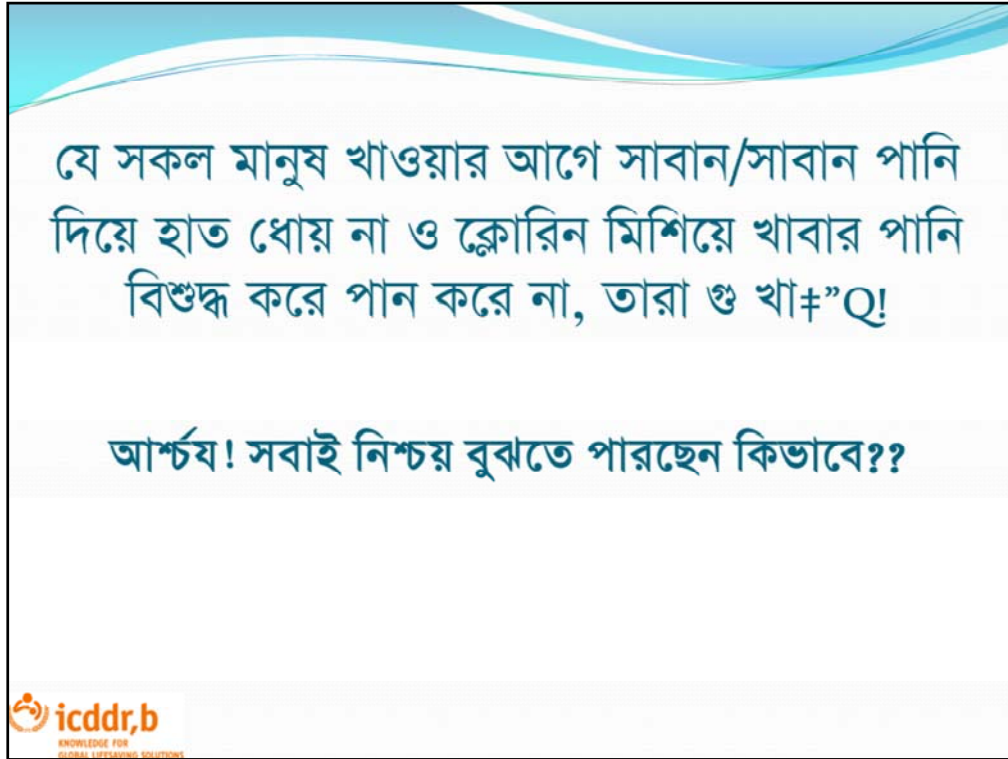 যে সকল মানুষ খাওয়ার আগে সাবান/সাবান পানি
দিয়ে হাত ধোয় না ও ক্লোরিন মিশিয়ে খাবার পানি
বিশুদ্ধ করে পান করে না, তারা গু খা‡”Q!
আর্শ্চয! সবাই নিশ্চয় বুঝতে পারছেন কিভাবে??
icddr,b
KNOWLEDGE FOR
GLOBAL LIFESAVING SOLUTIONS